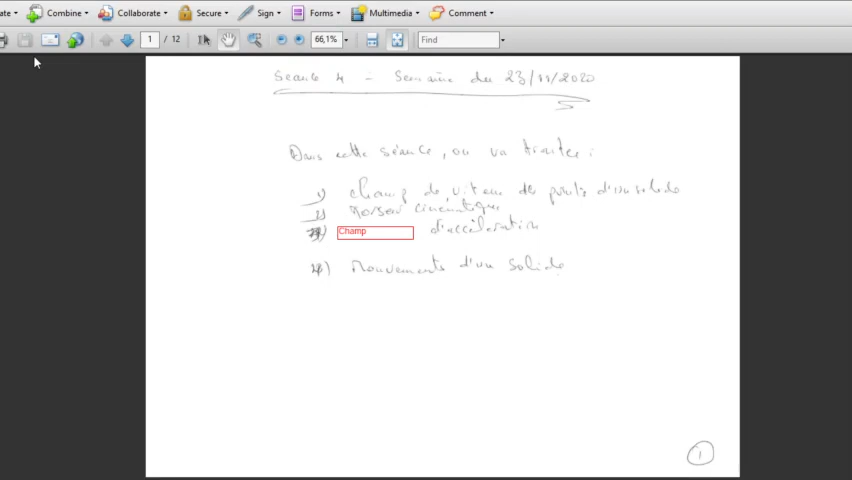 ate Combine Collaborate Secure Sign Forms Multimedia Comment
1 / 12 66,1% Find
Séance 4 - Semaine du 23/11/2020
Dans cette séance, on va traiter :
1) champ de vitesse des points d'un solide
2) Torseur cinématique
3) Champ d'accélération
4) Mouvements d'un solide
1